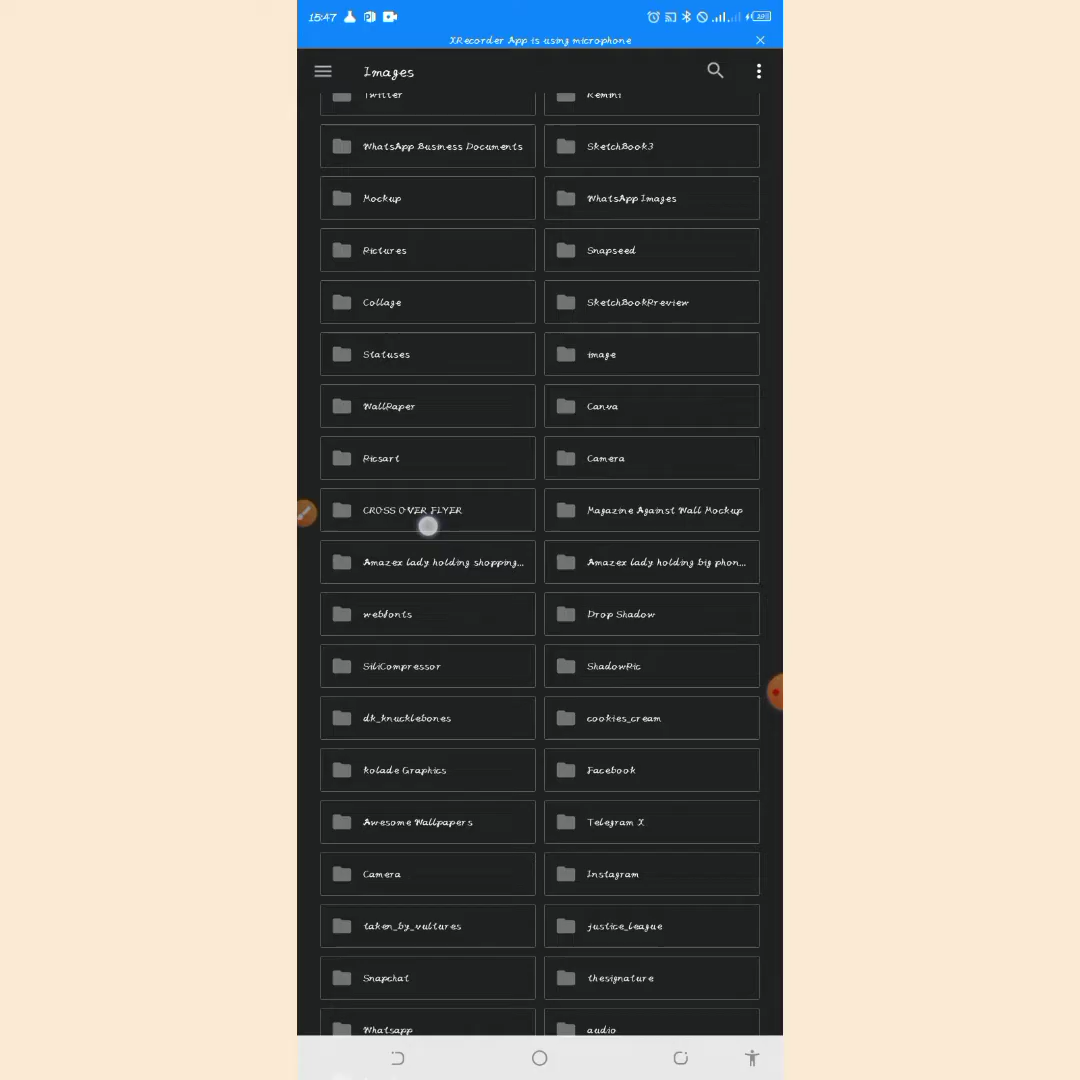 15:47
XRecorder App is using microphone
Images
Twitter
Remini
WhatsApp Business Documents
SketchBook3
Mockup
WhatsApp Images
Pictures
Snapseed
Collage
SketchBookPreview
Statuses
image
WallPaper
Canva
Picsart
Camera
CROSS OVER FLYER
Magazine Against Wall Mockup
Amazex lady holding shopping...
Amazex lady holding big phon...
webfonts
Drop Shadow
SiliCompressor
ShadowPic
dk_knucklebones
cookies_cream
kolade Graphics
Facebook
Awesome Wallpapers
Telegram X
Camera
Instagram
taken_by_vultures
justice_league
Snapchat
thesignature
Whatsapp
audio